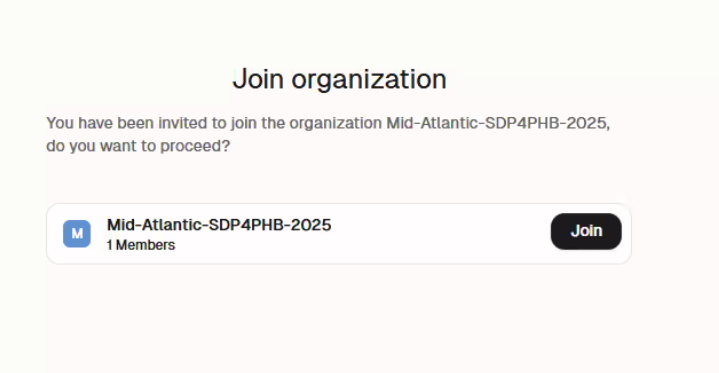 Join organization
You have been invited to join the organization Mid-Atlantic-SDP4PHB-2025,
do you want to proceed?
M
Mid-Atlantic-SDP4PHB-2025
1 Members
Join